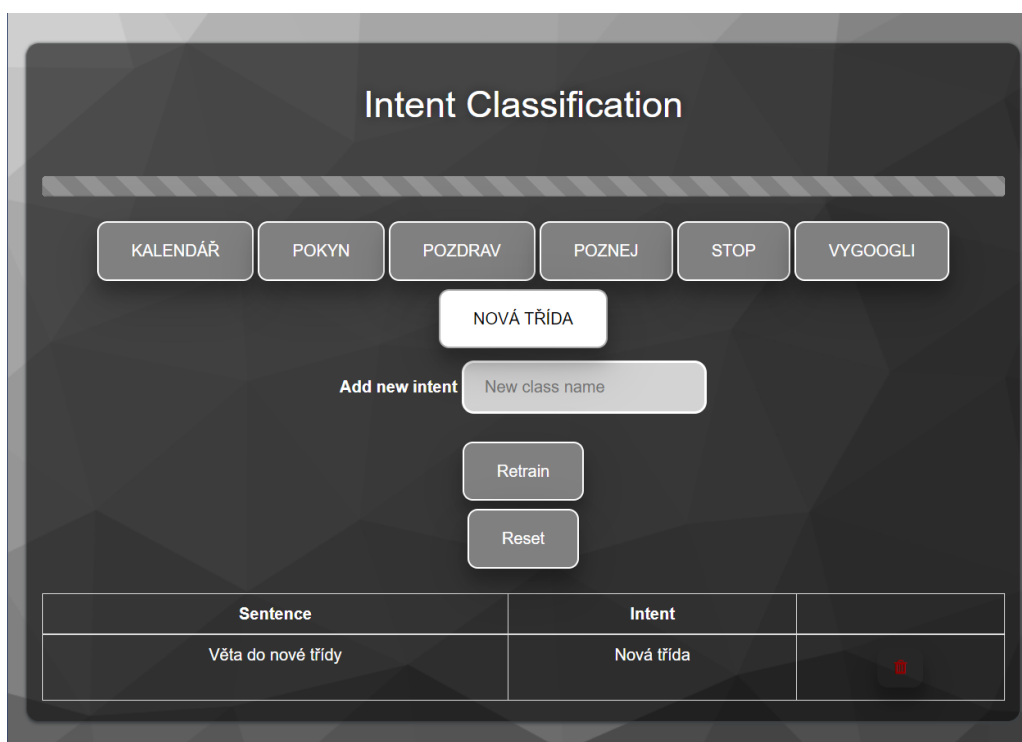 Intent Classification
KALENDÁŘ POKYN POZDRAV POZNEJ STOP VYGOOGLI
NOVÁ TŘÍDA
Add new intent New class name
Retrain
Reset
Sentence Intent
Věta do nové třídy Nová třída